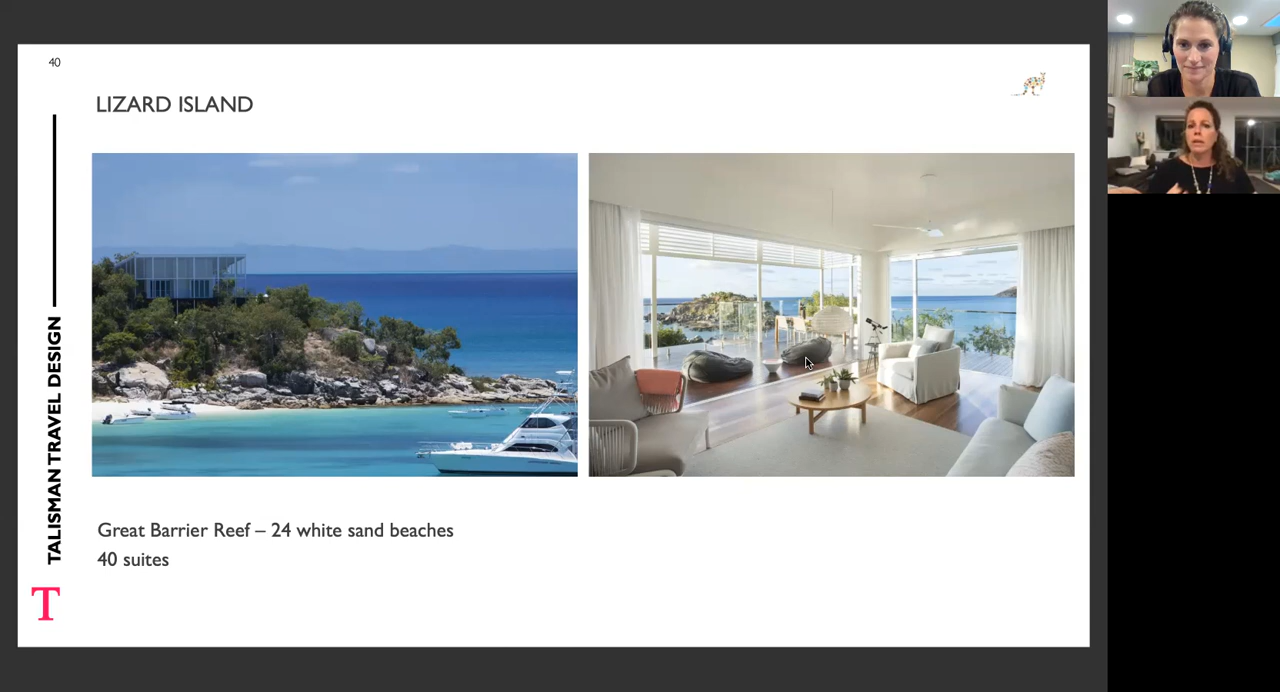 40
LIZARD ISLAND
TALISMAN TRAVEL DESIGN
T
Great Barrier Reef – 24 white sand beaches
40 suites